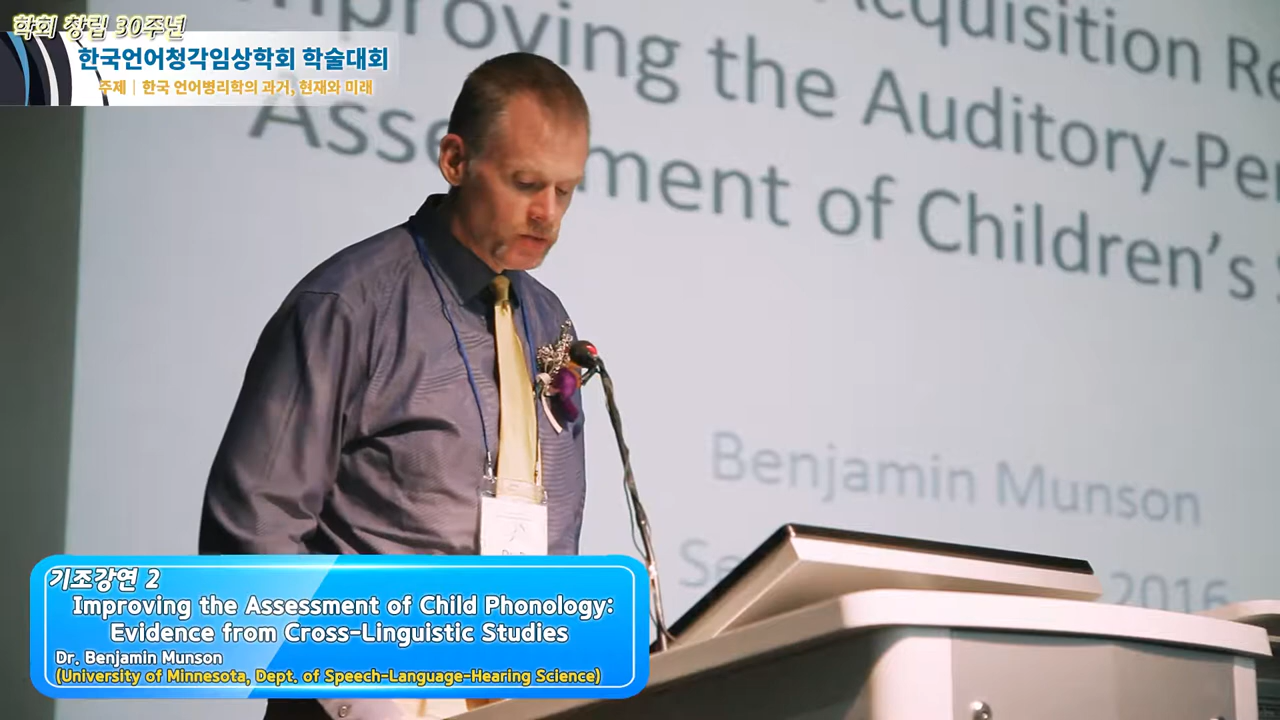 학회 창립 30주년
한국언어청각임상학회 학술대회
주제 | 한국 언어병리학의 과거, 현재와 미래
Acquisition Re
mproving the Auditory-Per
Assessment of Children's
Benjamin Munson
2016
기조강연 2
Improving the Assessment of Child Phonology:
Evidence from Cross-Linguistic Studies
Dr. Benjamin Munson
(University of Minnesota, Dept. of Speech-Language-Hearing Science)